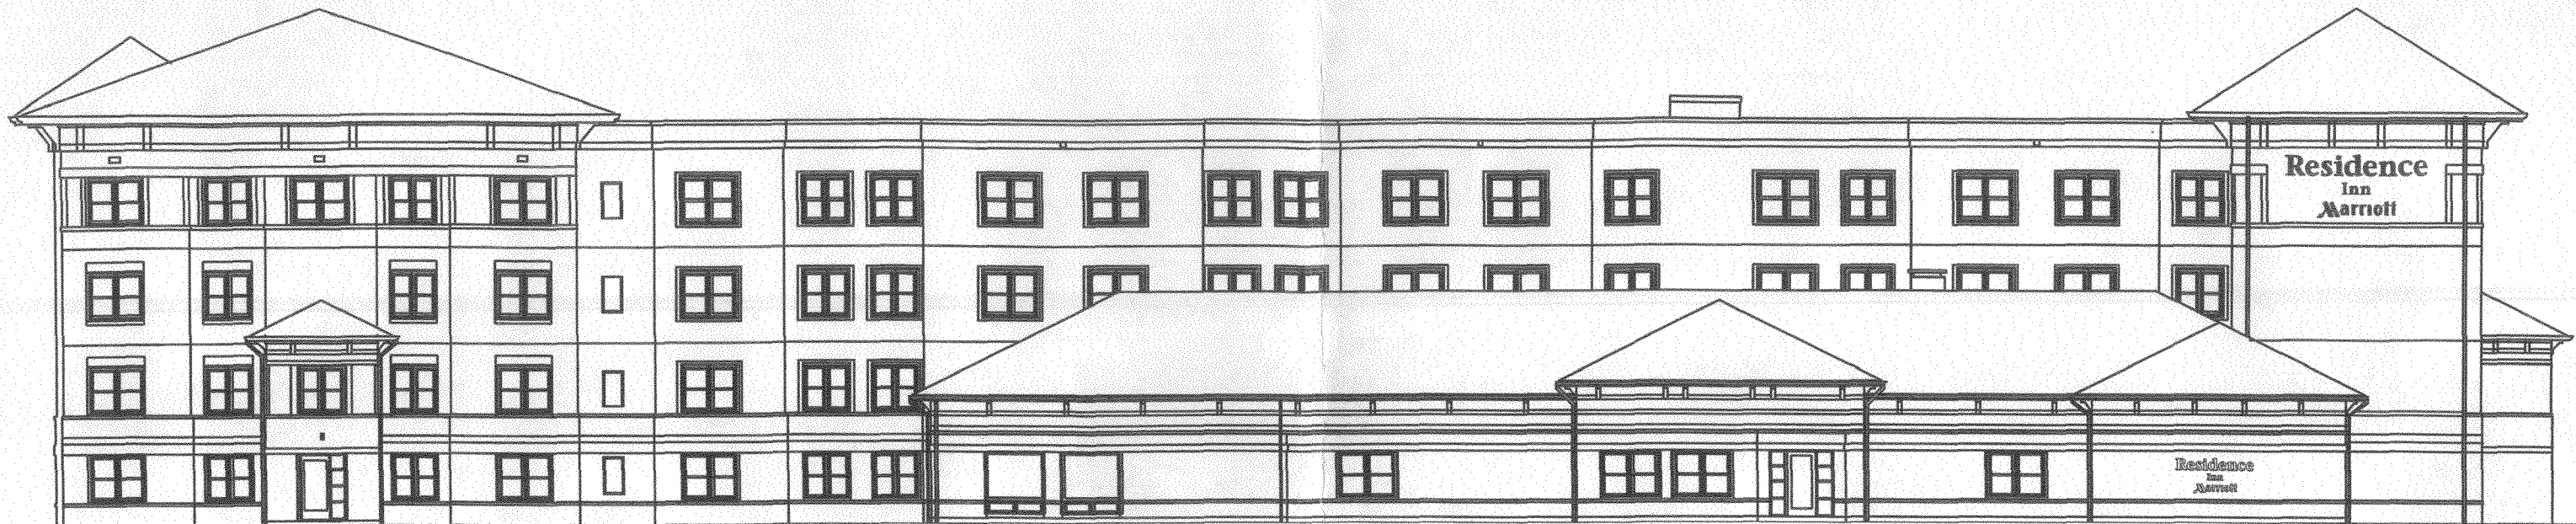 Residence
Inn
Marriott
Residence
Inn
Marriott